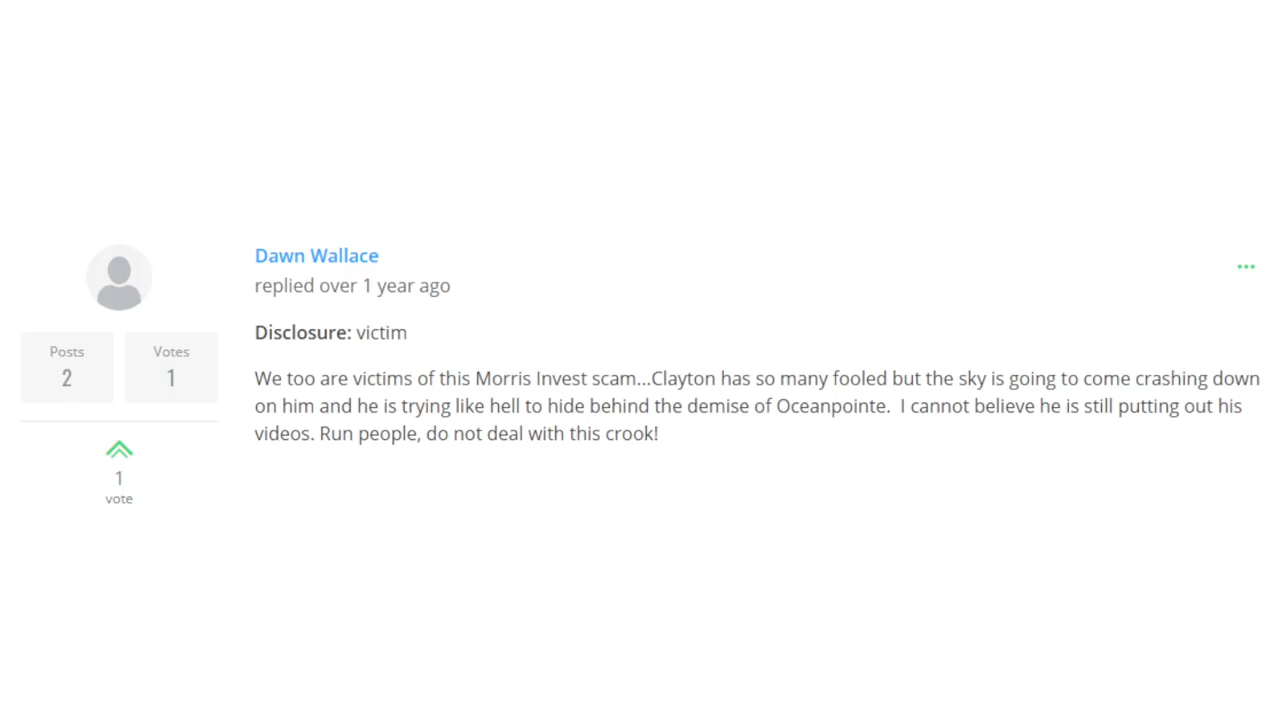 Dawn Wallace
replied over 1 year ago
Disclosure: victim
Posts
2
Votes
1
We too are victims of this Morris Invest scam...Clayton has so many fooled but the sky is going to come crashing down
on him and he is trying like hell to hide behind the demise of Oceanpointe.  I cannot believe he is still putting out his
videos. Run people, do not deal with this crook!
1
vote